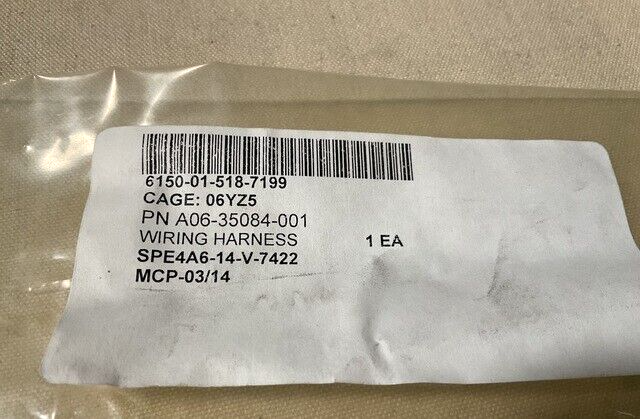 6150-01-518-7199
CAGE: 06YZ5
PN A06-35084-001
WIRING HARNESS 1 EA
SPE4A6-14-V-7422
MCP-03/14